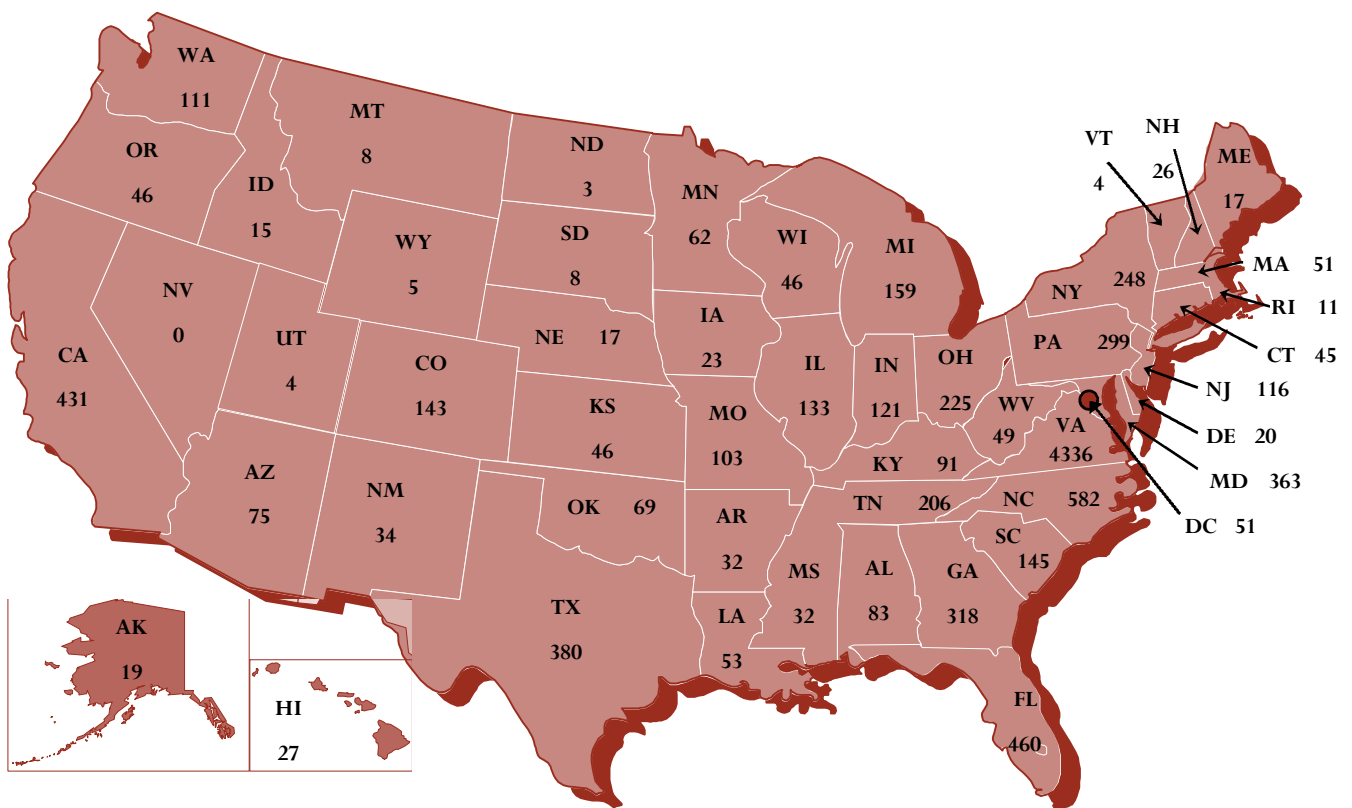 WA
111
MT
8
OR
46
ID
15
ND
3
MN
62
SD
8
WY
5
WI
46
MI
159
VT
4
NH
26
ME
17
MA 51
NY 248
RI 11
NV
0
UT
4
CA
431
CO
143
NE 17
IA
23
IL
133
IN
121
OH
225
PA 299
CT 45
NJ 116
KS
46
MO
103
WV
49
VA
4336
DE 20
KY 91
MD 363
AZ
75
NM
34
OK 69
AR
32
TN 206
NC 582
DC 51
SC
145
MS
32
AL
83
GA
318
TX
380
LA
53
AK
19
HI
27
FL
460